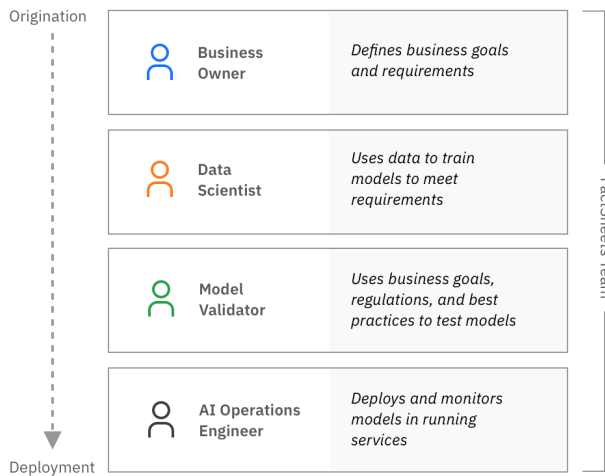 Origination
Business
Owner
Defines business goals
and requirements
Data
Scientist
Uses data to train
models to meet
requirements
Model
Validator
Uses business goals,
regulations, and best
practices to test models
AI Operations
Engineer
Deploys and monitors
models in running
services
Deployment